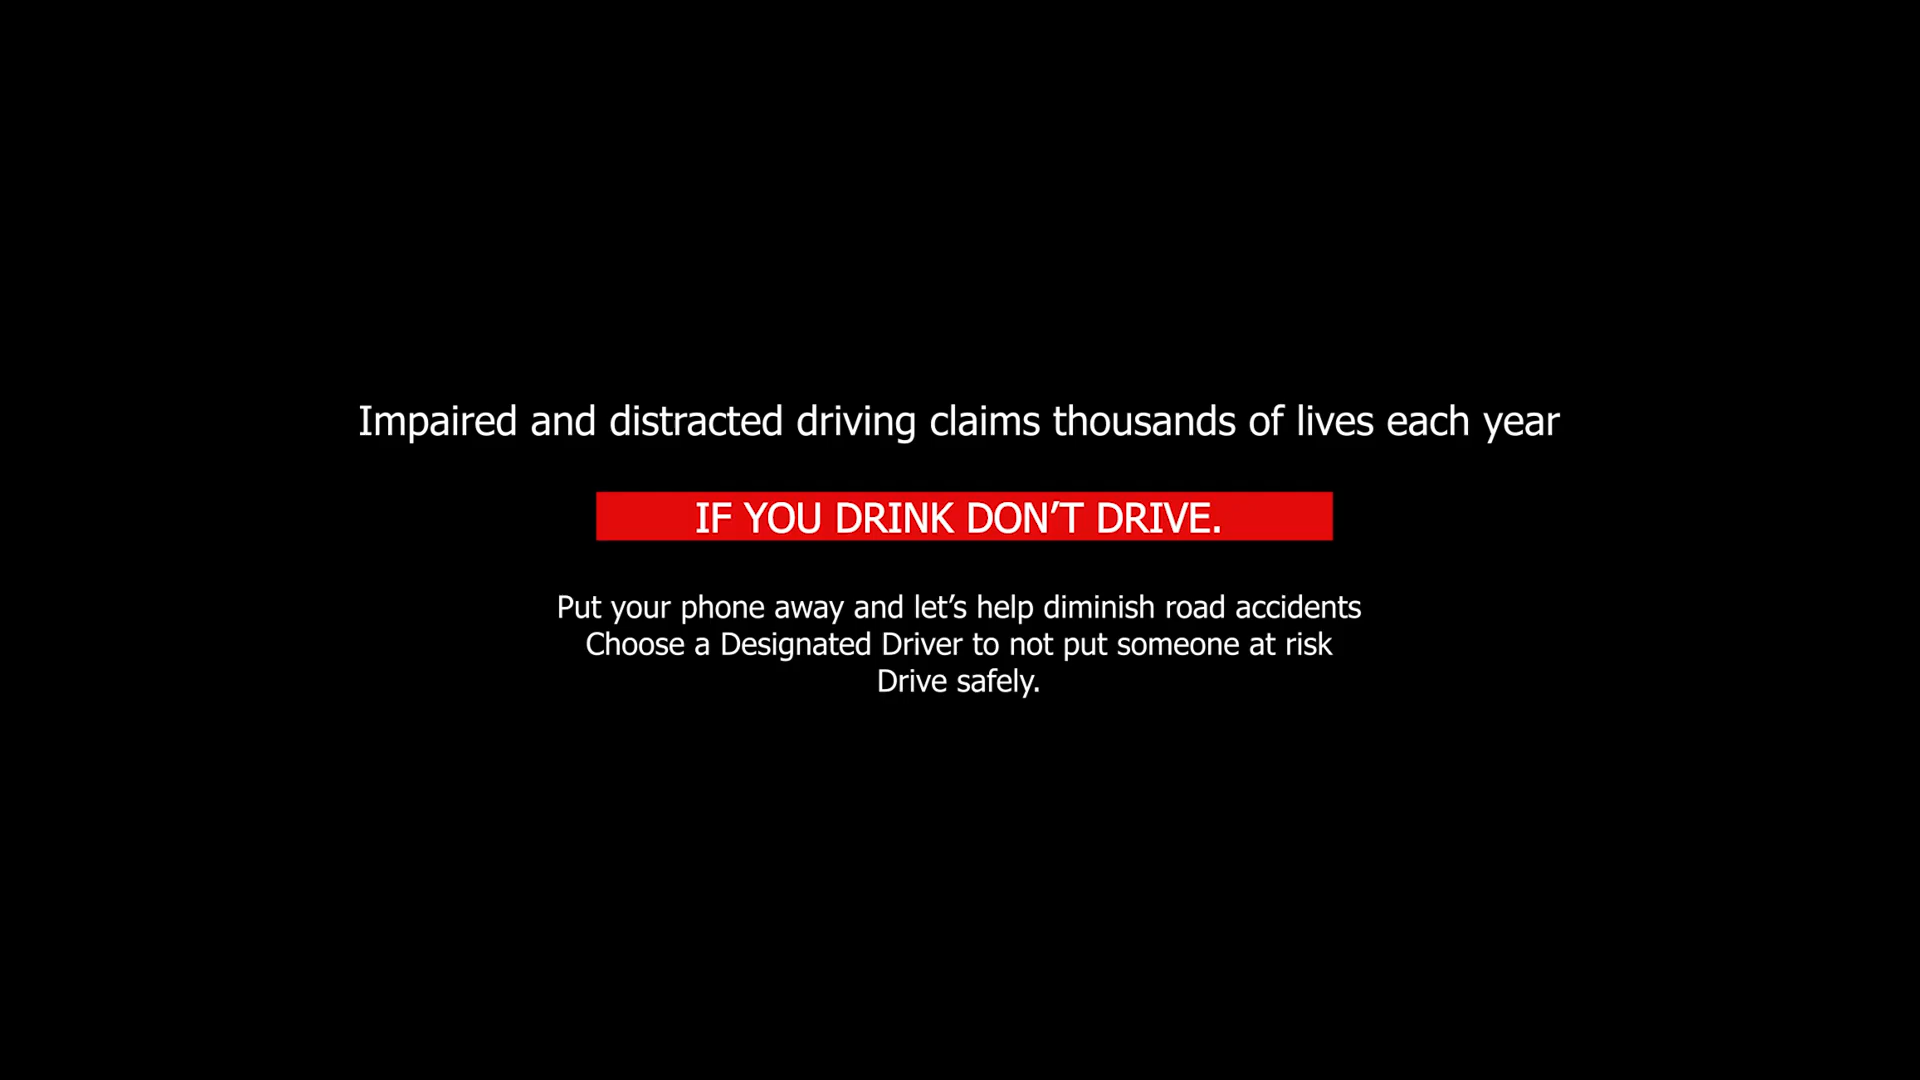 Impaired and distracted driving claims thousands of lives each year
IF YOU DRINK DON’T DRIVE.
Put your phone away and let’s help diminish road accidents
Choose a Designated Driver to not put someone at risk
Drive safely.